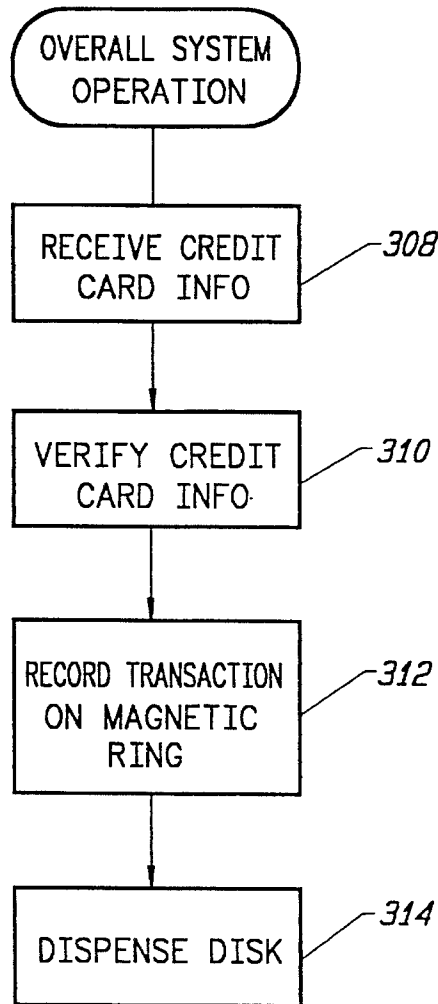 OVERALL SYSTEM
OPERATION
RECEIVE CREDIT
CARD INFO
308
VERIFY CREDIT
CARD INFO
310
RECORD TRANSACTION
ON MAGNETIC
RING
312
DISPENSE DISK
314